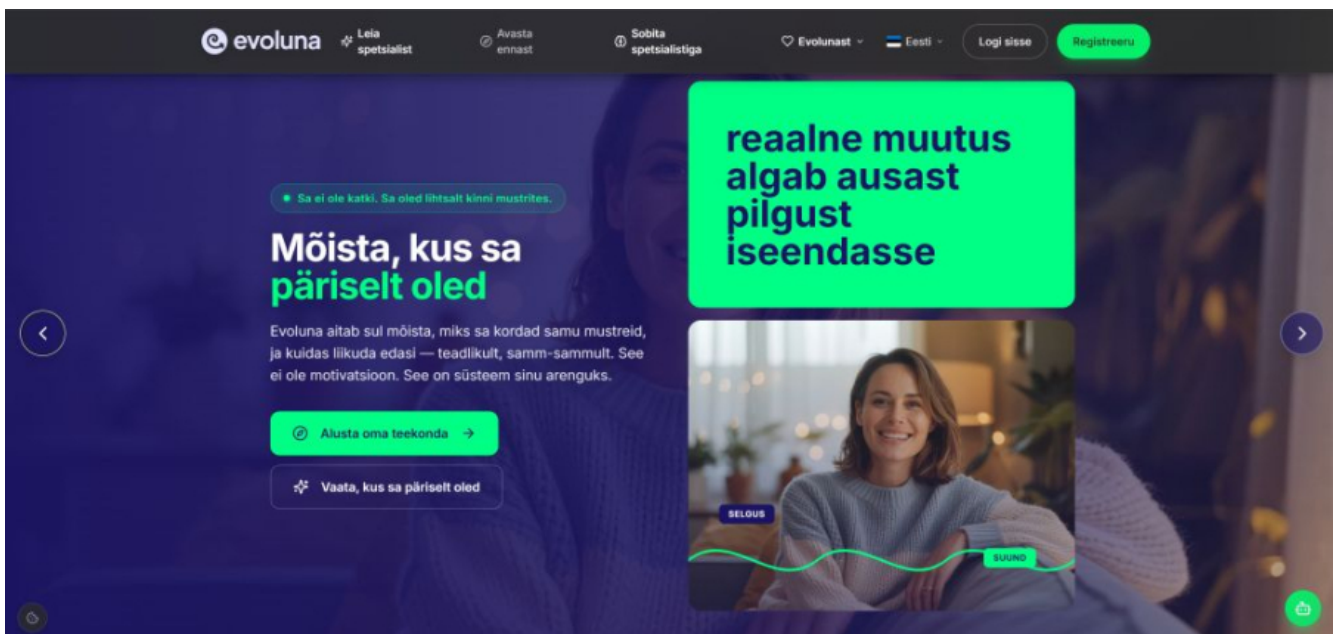 evoluna
Leia
spetsialist
Avasta
ennast
Sobita
spetsialistiga
Evolunast
Eesti
Logi sisse
Registreeru
Sa ei ole katki. Sa oled lihtsalt kinni mustrites.
Mõista, kus sa
päriselt oled
Evoluna aitab sul mõista, miks sa kordad samu mustreid,
ja kuidas liikuda edasi — teadlikult, samm-sammult. See
ei ole motivatsioon. See on süsteem sinu arenguks.
Alusta oma teekonda →
Vaata, kus sa päriselt oled
reaalne muutus
algab ausast
pilgust
iseendasse
SELGUS
SUUND